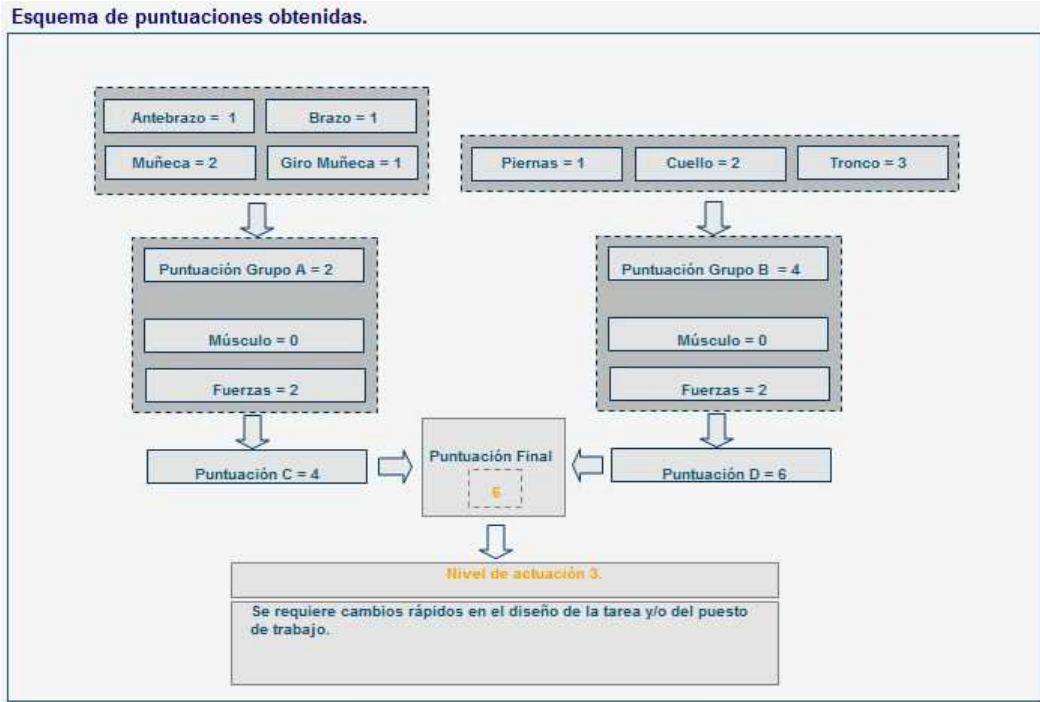 Esquema de puntuaciones obtenidas.
Antebrazo = 1
Brazo = 1
Muñeca = 2
Giro Muñeca = 1
Piernas = 1
Cuello = 2
Tronco = 3
Puntuación Grupo A = 2
Músculo = 0
Fuerzas = 2
Puntuación Grupo B = 4
Músculo = 0
Fuerzas = 2
Puntuación C = 4
Puntuación Final
6
Puntuación D = 6
Nivel de actuación 3.
Se requiere cambios rápidos en el diseño de la tarea y/o del puesto
de trabajo.